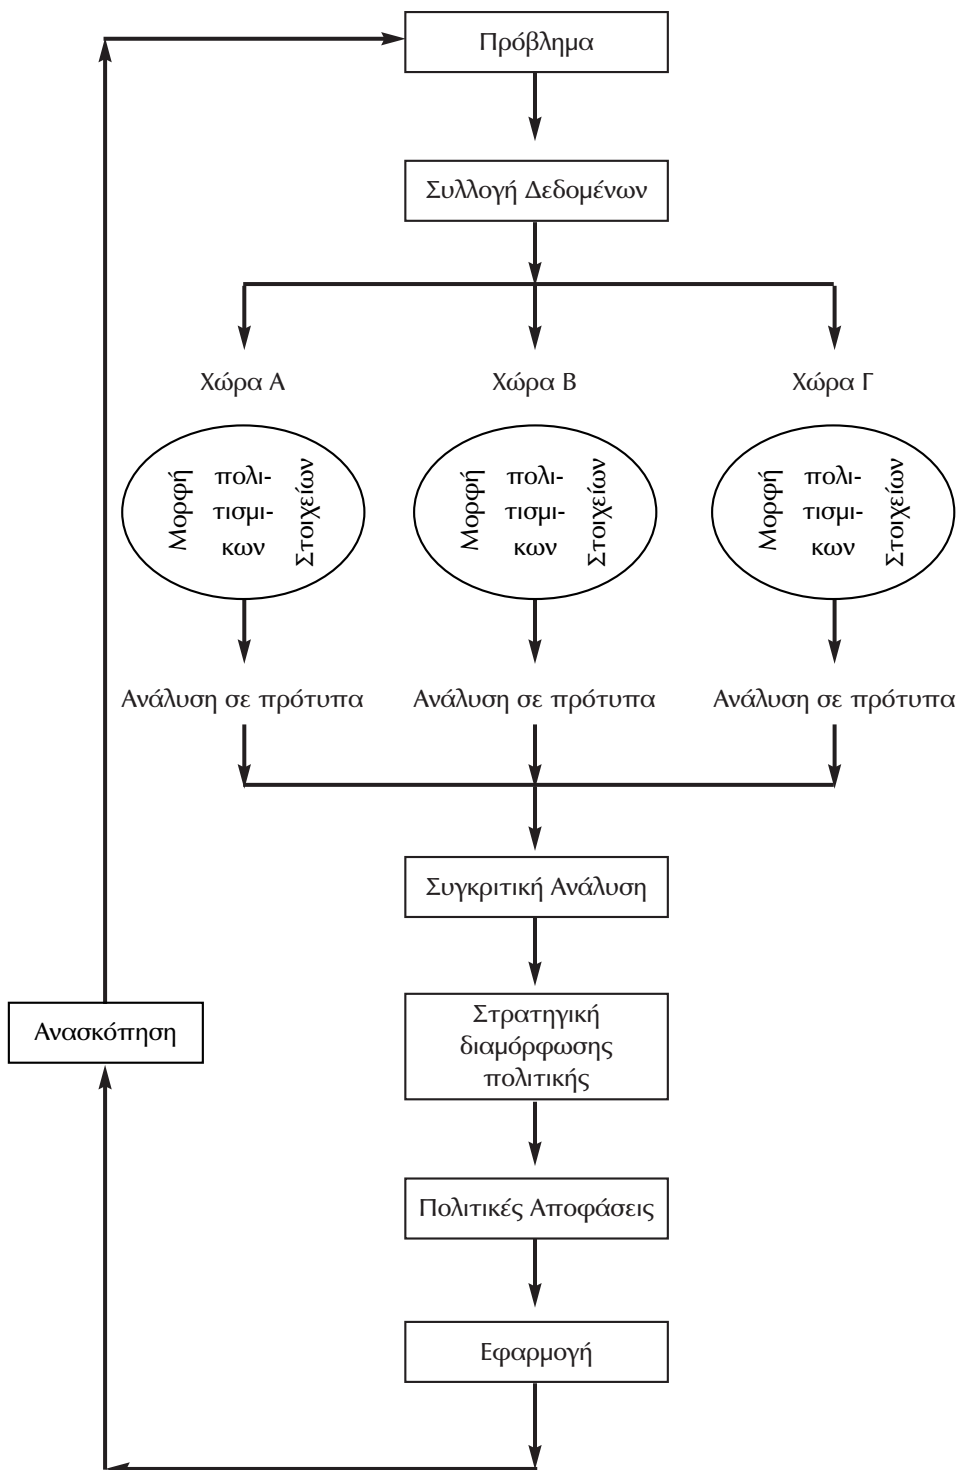 Πρόβλημα
Συλλογή Δεδομένων
Χώρα Α
Χώρα Β
Χώρα Γ
Μορφή
πολι-
τισμι-
κων
Στοιχείων
Μορφή
πολι-
τισμι-
κων
Στοιχείων
Μορφή
πολι-
τισμι-
κων
Στοιχείων
Ανάλυση σε πρότυπα
Ανάλυση σε πρότυπα
Ανάλυση σε πρότυπα
Συγκριτική Ανάλυση
Στρατηγική
διαμόρφωσης
πολιτικής
Ανασκόπηση
Πολιτικές Αποφάσεις
Εφαρμογή